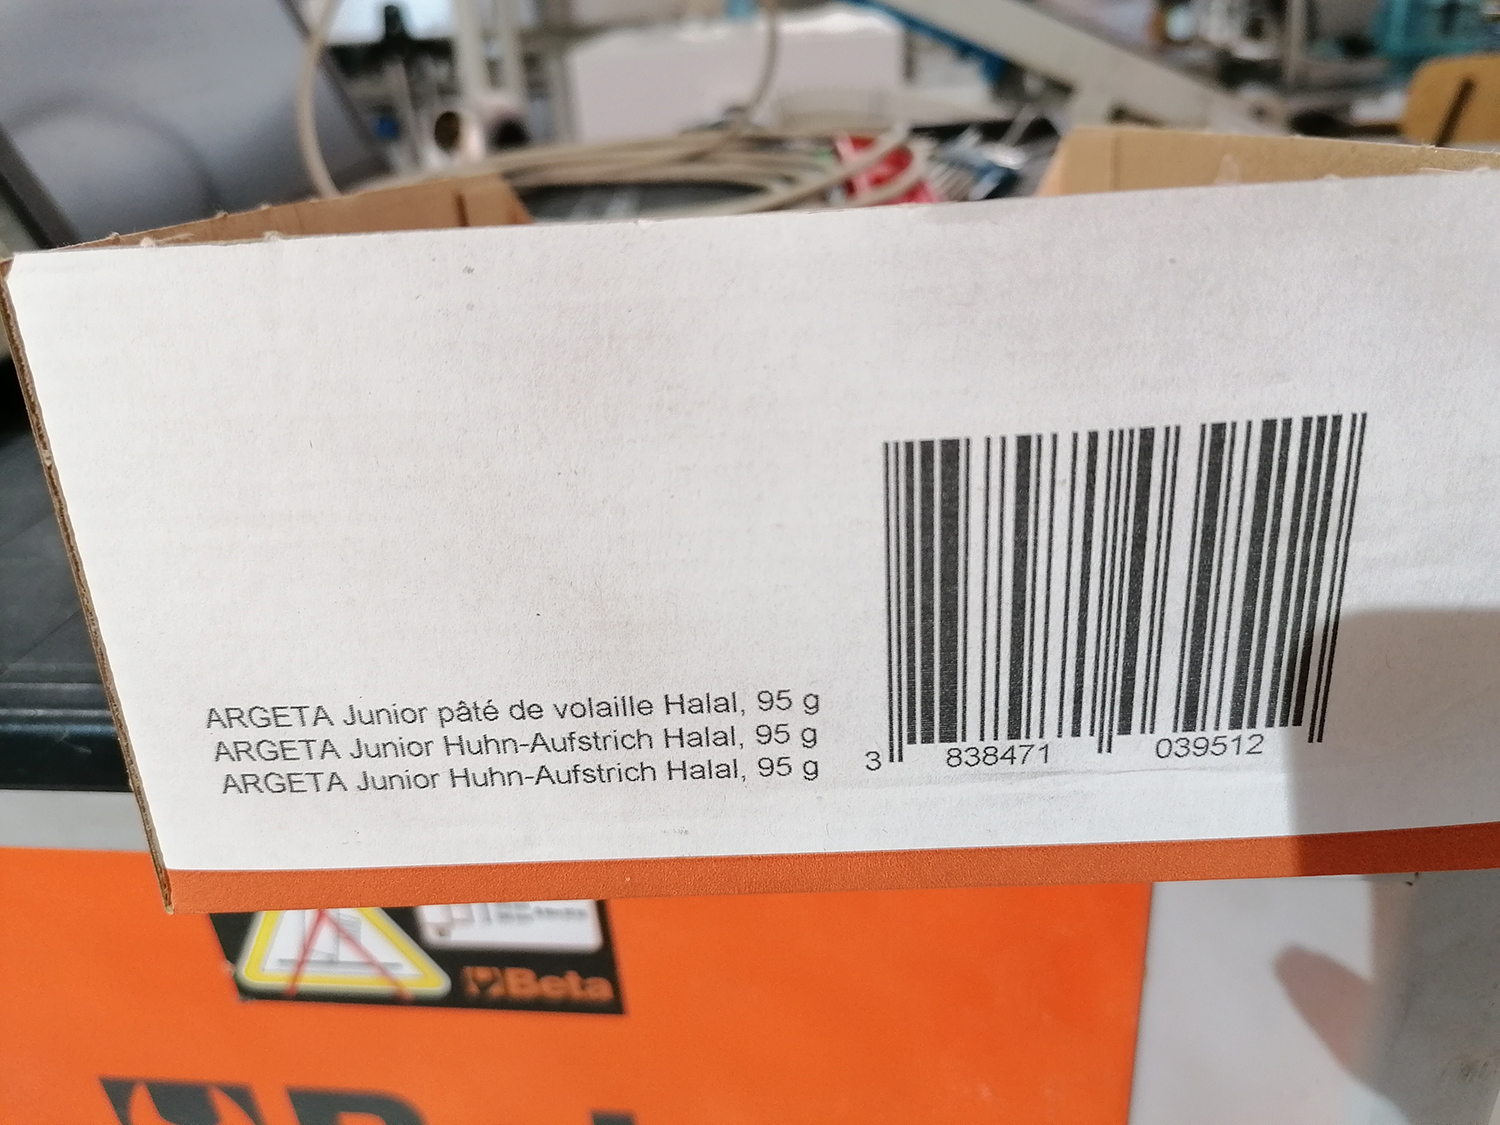 ARGETA Junior pâté de volaille Halal, 95 g
ARGETA Junior Huhn-Aufstrich Halal, 95 g
ARGETA Junior Huhn-Aufstrich Halal, 95 g
3 838471 039512
Beta